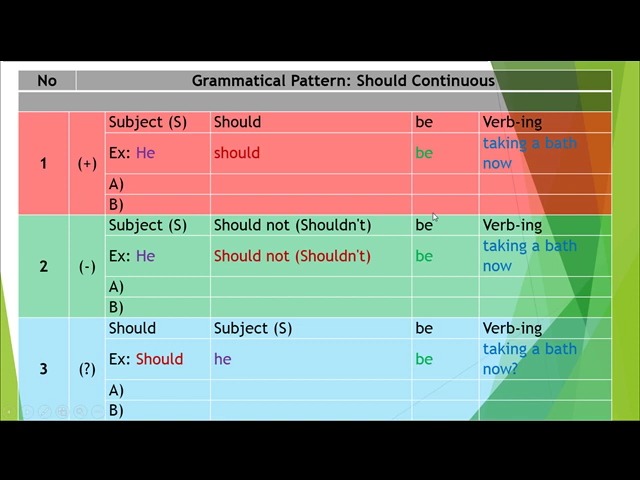 No Grammatical Pattern: Should Continuous
Subject (S) Should be Verb-ing
1 (+) Ex: He should be taking a bath
now
A)
B)
Subject (S) Should not (Shouldn't) be Verb-ing
2 (-) Ex: He Should not (Shouldn't) be taking a bath
now
A)
B)
Should Subject (S) be Verb-ing
3 (?) Ex: Should he be taking a bath
now?
A)
B)